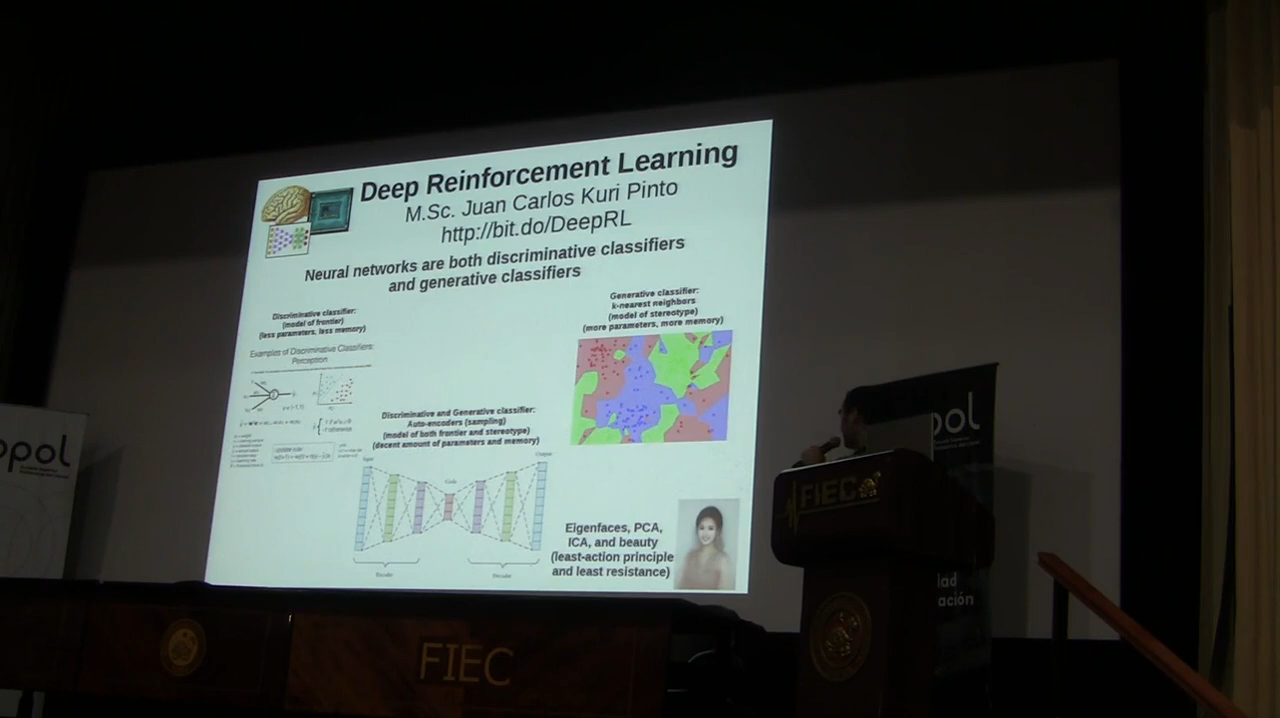 Deep Reinforcement Learning
M.Sc. Juan Carlos Kuri Pinto
http://bit.do/DeepRL
Neural networks are both discriminative classifiers
and generative classifiers
Discriminative classifier:
(model of frontier)
(less parameters, less memory)
Examples of Discriminative Classifiers:
Perceptron
Generative classifier:
k-nearest neighbors
(model of stereotype)
(more parameters, more memory)
Discriminative and Generative classifier:
Auto-encoders (sampling)
(model of both frontier and stereotype)
(decent amount of parameters and memory)
Input
Code
Output
Encoder
Decoder
Eigenfaces, PCA,
ICA, and beauty
(least-action principle
and least resistance)
pol
pol
FIEC
lad
ación
FIEC